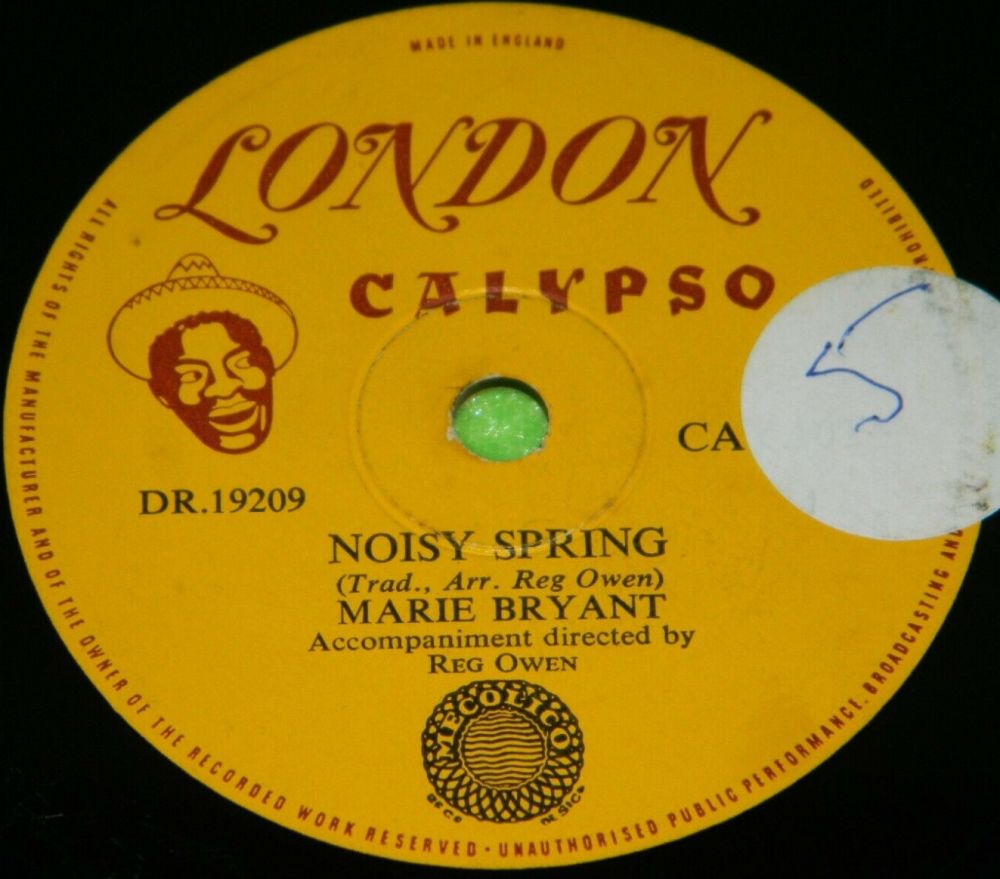 MADE IN ENGLAND
LONDON
CALYPSO
CA
5
DR.19209
NOISY SPRING
(Trad., Arr. Reg Owen)
MARIE BRYANT
Accompaniment directed by
REG OWEN
MECOLICO
ALL RIGHTS OF THE MANUFACTURER AND OF THE OWNER OF THE RECORDED WORK RESERVED · UNAUTHORISED PUBLIC PERFORMANCE, BROADCASTING AND